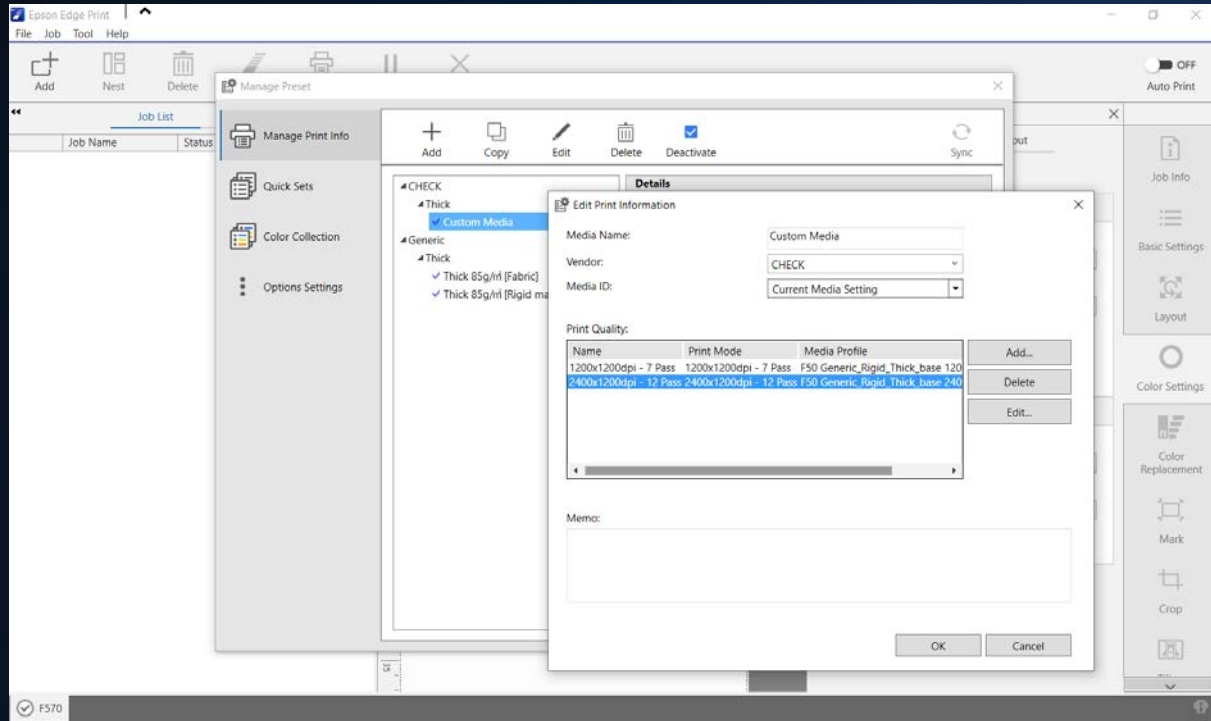 Epson Edge Print
File Job Tool Help
Add
Nest
Delete
OFF
Auto Print
Manage Preset
Job List
Job Name
Status
Manage Print Info
Quick Sets
Color Collection
Options Settings
Add
Copy
Edit
Delete
Deactivate
Sync
CHECK
Thick
Custom Media
Generic
Thick
Thick 85g/㎡ [Fabric]
Thick 85g/㎡ [Rigid
Details
Edit Print Information
Media Name:
Custom Media
Vendor:
CHECK
Media ID:
Current Media Setting
Print Quality:
Name Print Mode Media Profile
1200x1200dpi - 7 Pass 1200x1200dpi - 7 Pass F50 Generic_Rigid_Thick_base 120
2400x1200dpi - 12 Pass 2400x1200dpi - 12 Pass F50 Generic_Rigid_Thick_base 240
Add...
Delete
Edit...
Memo:
OK
Cancel
Job Info
Basic Settings
Layout
Color Settings
Color
Replacement
Mark
Crop
F570